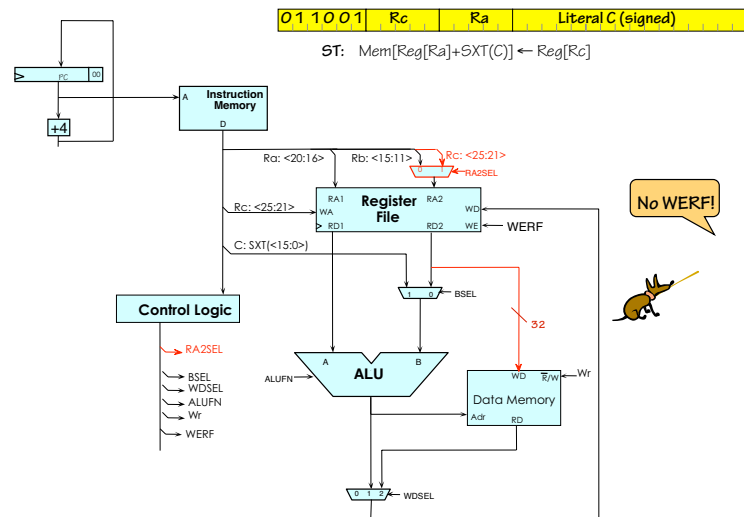 0 1 1 0 0 1 Rc Ra Literal C (signed)
ST: Mem[Reg[Ra]+SXT(C)] ← Reg[Rc]
PC 00
+4
A Instruction Memory
D
Ra: <20:16> Rb: <15:11> Rc: <25:21>
0 1
RA2SEL
RA1 Register File RA2
Rc: <25:21> WA WD
RD1 RD2 WE WERF
C: SXT(<15:0>)
1 0 BSEL
Control Logic
RA2SEL
BSEL
WDSEL
ALUFN
Wr
WERF
32
ALUFN A ALU B
WD R/W Wr
Data Memory
Adr RD
0 1 2 WDSEL
No WERF!